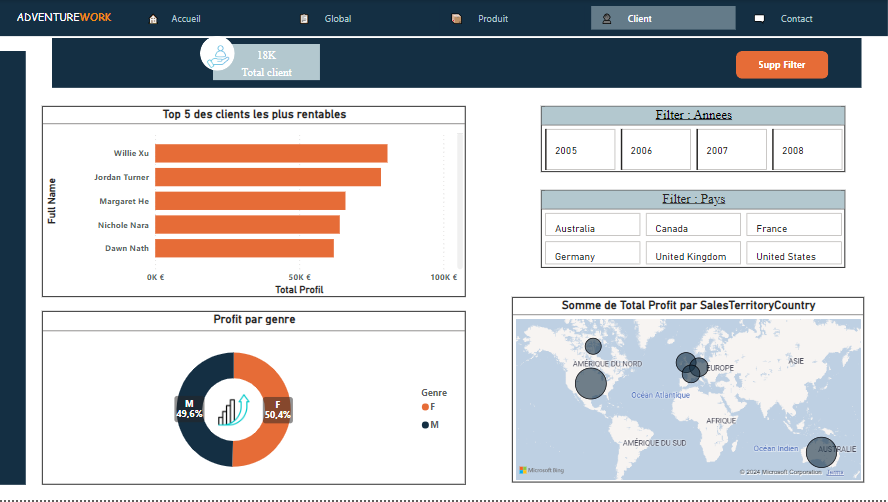 ADVENTUREWORK
Accueil
Global
Produit
Client
Contact
18K
Total client
Supp Filter
Top 5 des clients les plus rentables
Full Name
Willie Xu
Jordan Turner
Margaret He
Nichole Nara
Dawn Nath
0K €
50K €
100K €
Total Profil
Filter : Annees
2005
2006
2007
2008
Filter : Pays
Australia
Canada
France
Germany
United Kingdom
United States
Profit par genre
M
49,6%
F
50,4%
Genre
F
M
Somme de Total Profit par SalesTerritoryCountry
AMÉRIQUE DU NORD
EUROPE
ASIE
Océan Atlantique
AFRIQUE
AMÉRIQUE DU SUD
Océan Indien
AUSTRALIE
Microsoft Bing
© 2024 Microsoft Corporation Terms